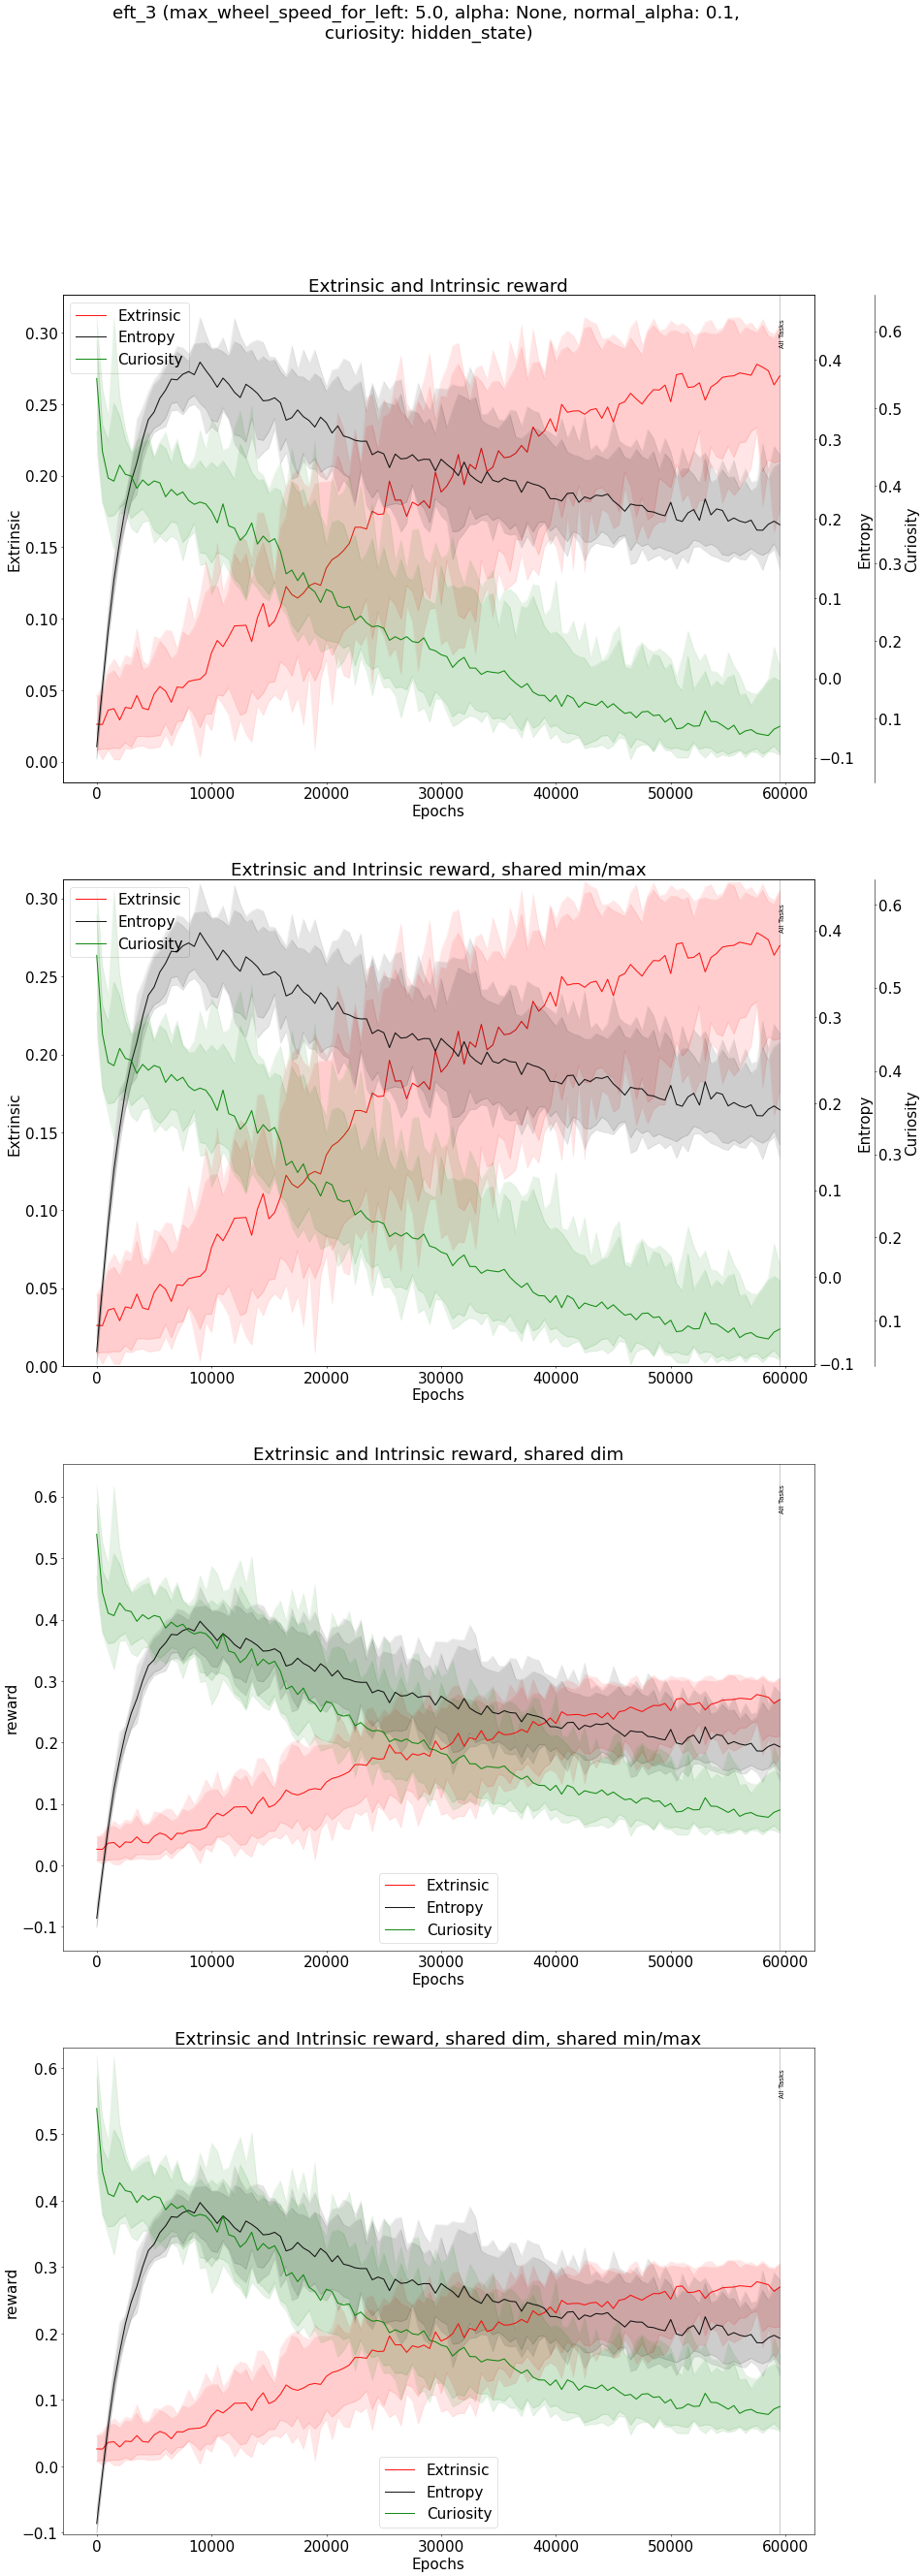 eft_3 (max_wheel_speed_for_left: 5.0, alpha: None, normal_alpha: 0.1,
curiosity: hidden_state)
Extrinsic and Intrinsic reward
Extrinsic
Entropy
Curiosity
All Tasks
0.30
0.25
0.20
0.15
0.10
0.05
0.00
Extrinsic
0.4
0.3
0.2
0.1
0.0
−0.1
Entropy
0.6
0.5
0.4
0.3
0.2
0.1
Curiosity
0 10000 20000 30000 40000 50000 60000
Epochs
Extrinsic and Intrinsic reward, shared min/max
Extrinsic
Entropy
Curiosity
All Tasks
0.30
0.25
0.20
0.15
0.10
0.05
0.00
Extrinsic
0.4
0.3
0.2
0.1
0.0
−0.1
Entropy
0.6
0.5
0.4
0.3
0.2
0.1
Curiosity
0 10000 20000 30000 40000 50000 60000
Epochs
Extrinsic and Intrinsic reward, shared dim
All Tasks
0.6
0.5
0.4
0.3
0.2
0.1
0.0
−0.1
reward
Extrinsic
Entropy
Curiosity
0 10000 20000 30000 40000 50000 60000
Epochs
Extrinsic and Intrinsic reward, shared dim, shared min/max
All Tasks
0.6
0.5
0.4
0.3
0.2
0.1
0.0
−0.1
reward
Extrinsic
Entropy
Curiosity
0 10000 20000 30000 40000 50000 60000
Epochs